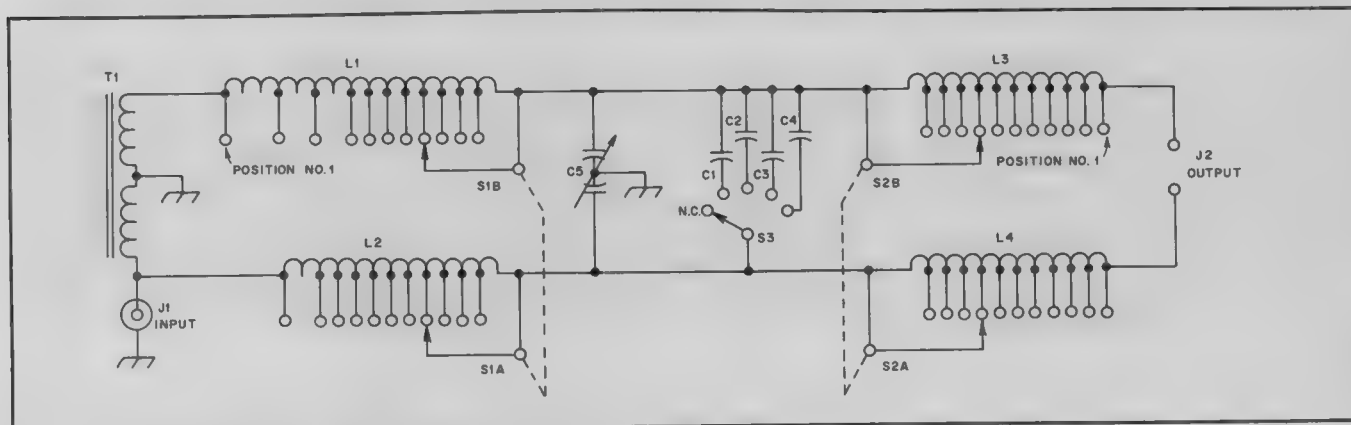 T1
L1
POSITION NO. 1
S1B
L2
J1
INPUT
S1A
C5
C1
C2
C3
C4
N.C.
S3
L3
POSITION NO. 1
S2B
J2
OUTPUT
L4
S2A